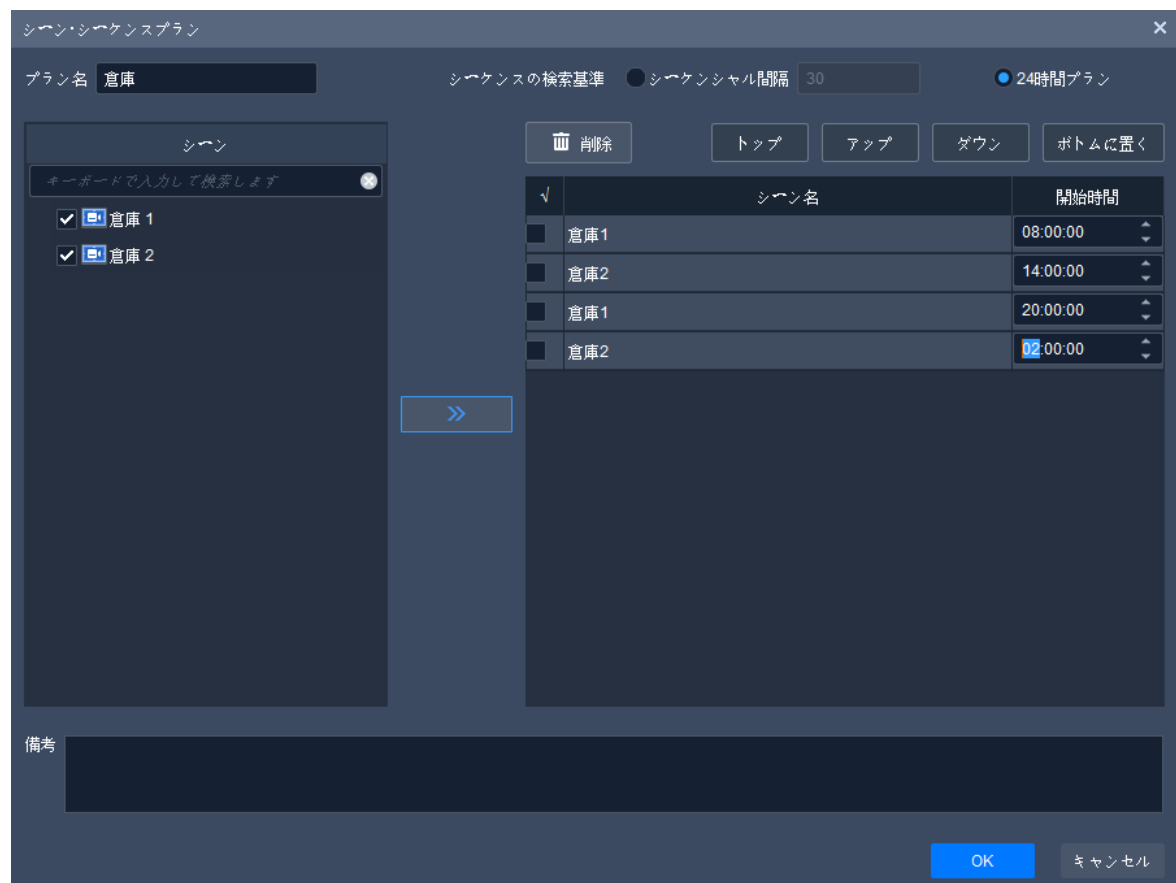 シーン･シーケンスプラン
プラン名 倉庫 シーケンスの検索基準 シーケンシャル間隔 30 24時間プラン
シーン
キーボードで入力して検索します
倉庫 1
倉庫 2
削除 トップ アップ ダウン ボトムに置く
√ シーン名 開始時間
倉庫1 08:00:00
倉庫2 14:00:00
倉庫1 20:00:00
倉庫2 02:00:00
備考
OK キャンセル